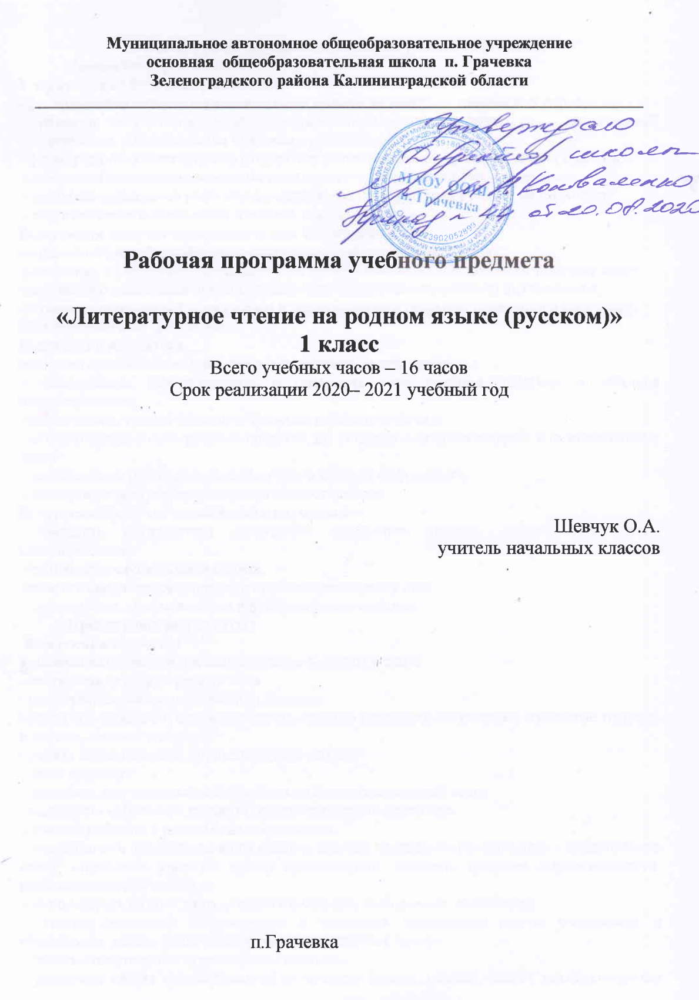 Муниципальное автономное общеобразовательное учреждение
основная общеобразовательная школа п. Грачевка
Зеленоградского района Калининградской области
Утверждаю
Директор школы
Коваленко
Приказ от 20.08.2020
МАОУ ООШ
п. Грачевка
Рабочая программа учебного предмета
«Литературное чтение на родном языке (русском)»
1 класс
Всего учебных часов – 16 часов
Срок реализации 2020– 2021 учебный год
Шевчук О.А.
учитель начальных классов
п.Грачевка